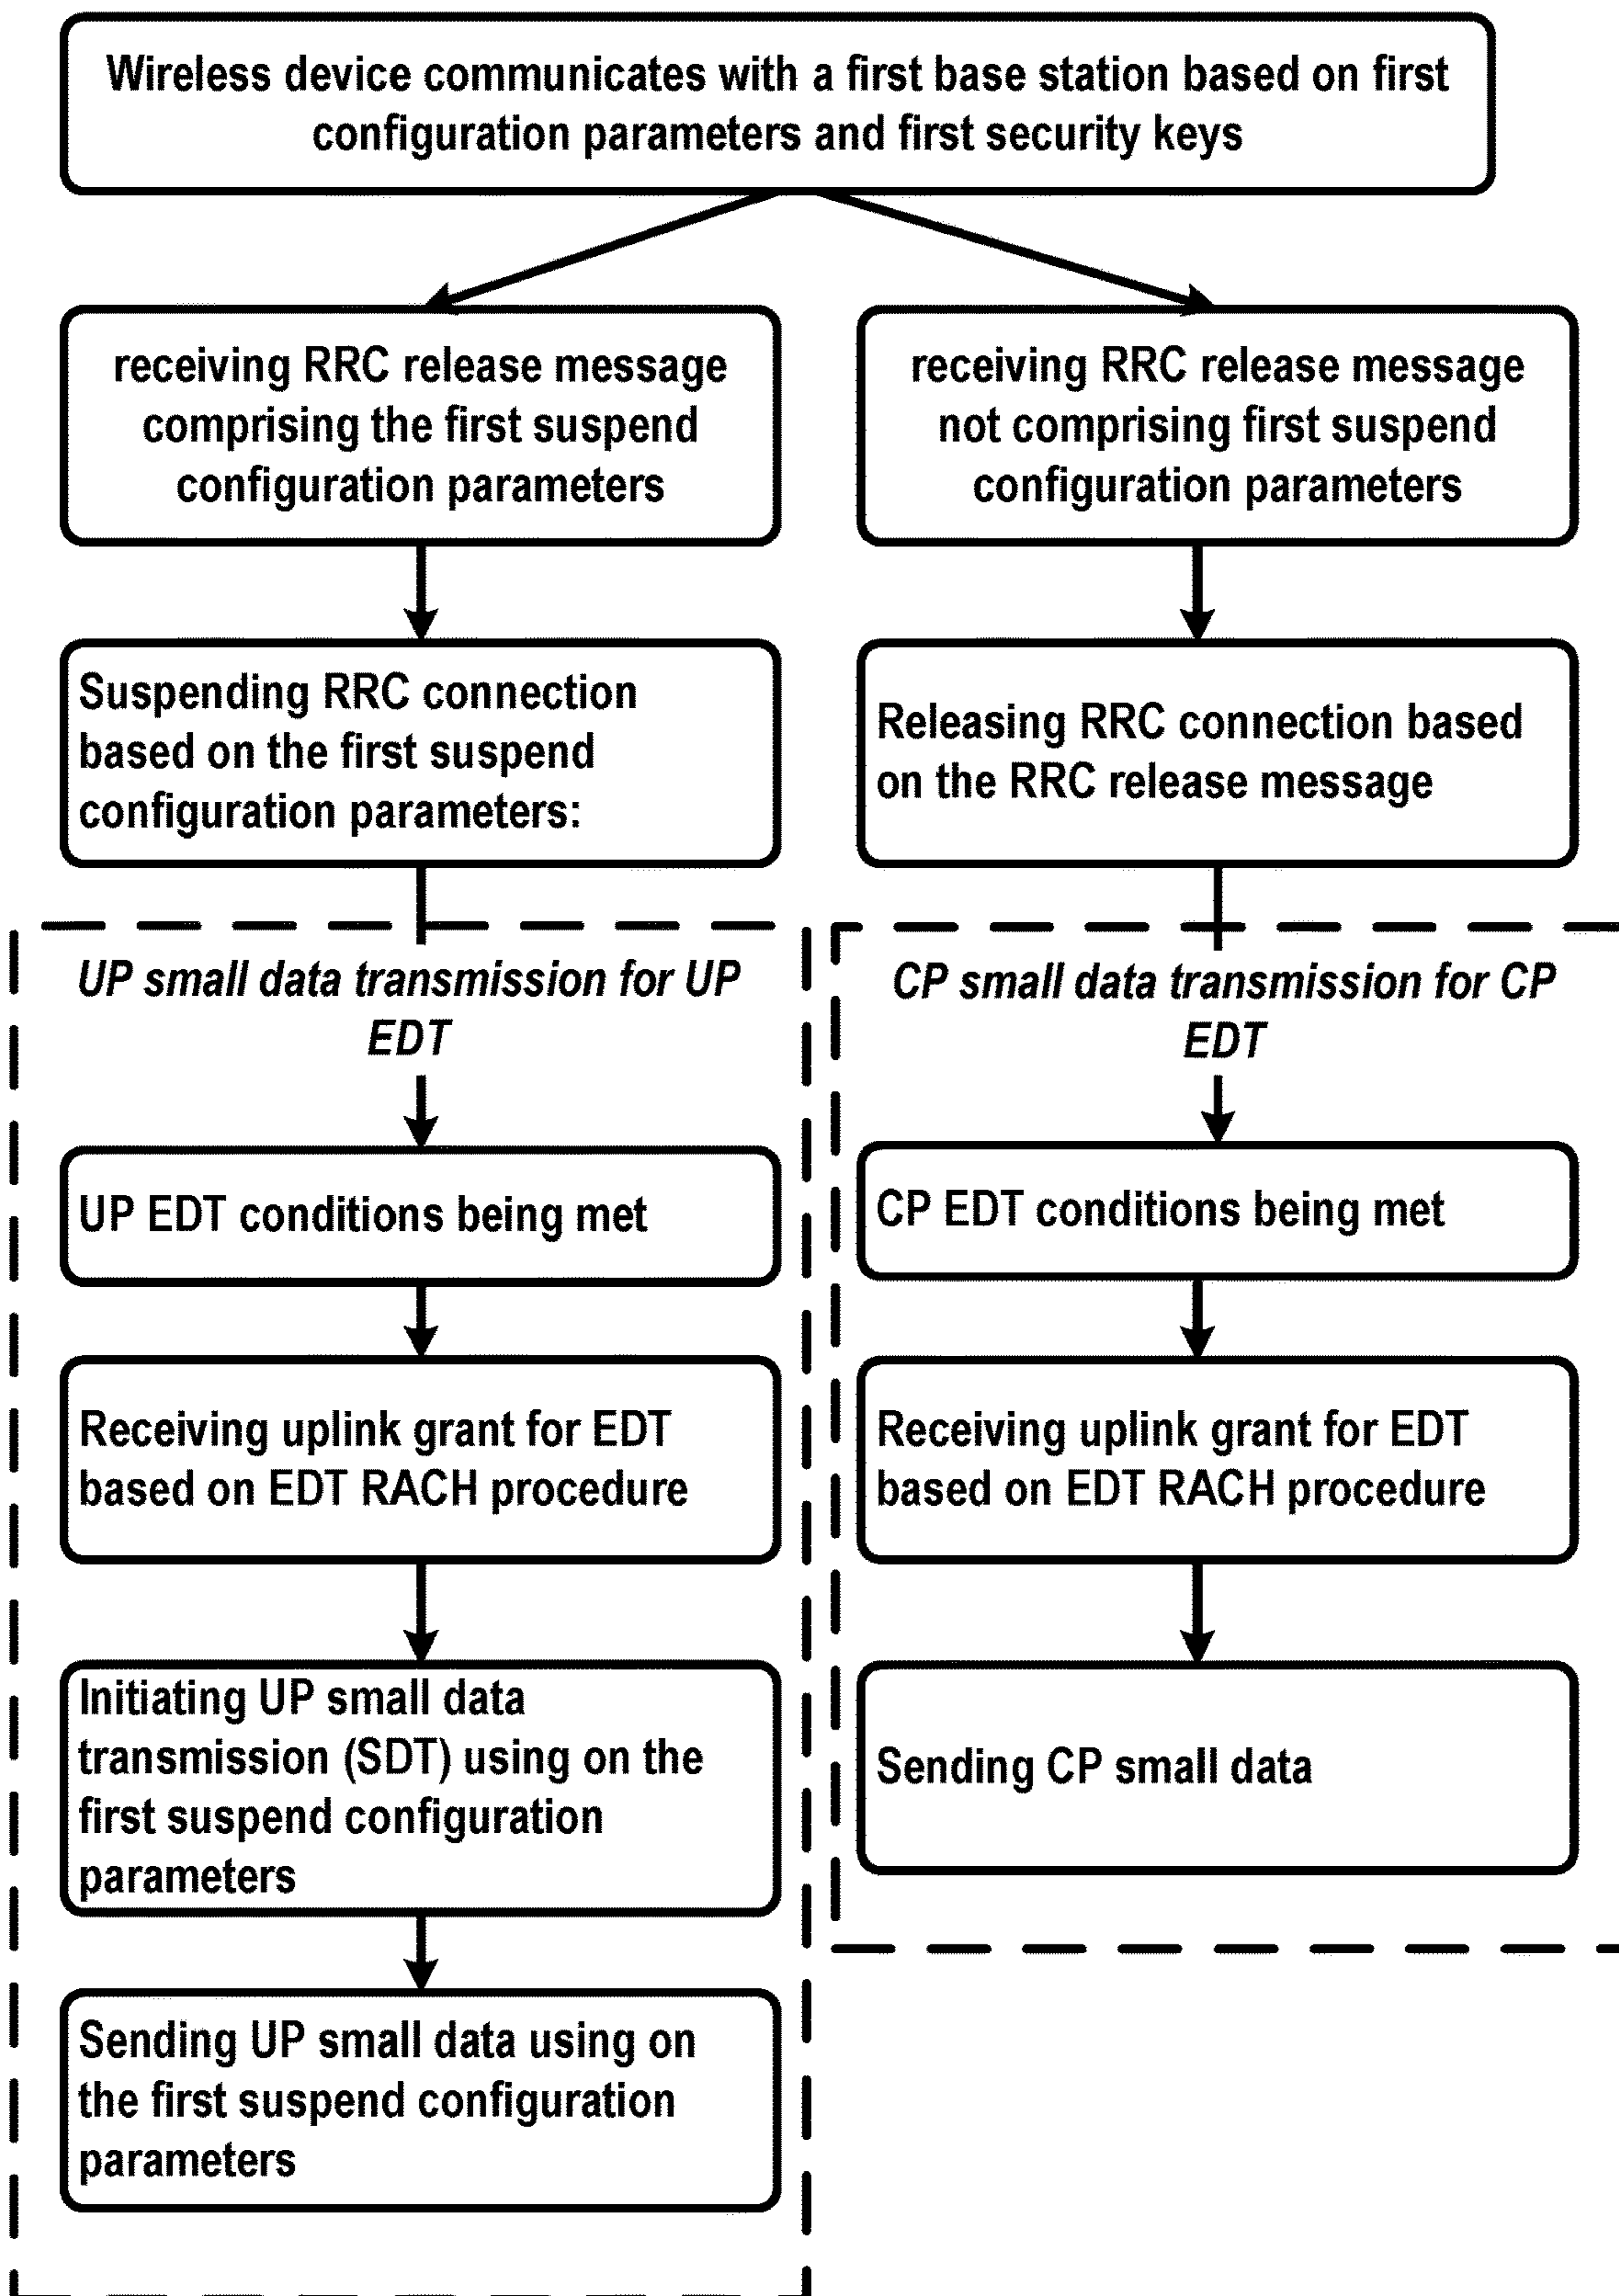 Wireless device communicates with a first base station based on first
configuration parameters and first security keys
receiving RRC release message
comprising the first suspend
configuration parameters
receiving RRC release message
not comprising first suspend
configuration parameters
Suspending RRC connection
based on the first suspend
configuration parameters:
Releasing RRC connection based
on the RRC release message
UP small data transmission for UP
EDT
CP small data transmission for CP
EDT
UP EDT conditions being met
CP EDT conditions being met
Receiving uplink grant for EDT
based on EDT RACH procedure
Receiving uplink grant for EDT
based on EDT RACH procedure
Initiating UP small data
transmission (SDT) using on the
first suspend configuration
parameters
Sending CP small data
Sending UP small data using on
the first suspend configuration
parameters